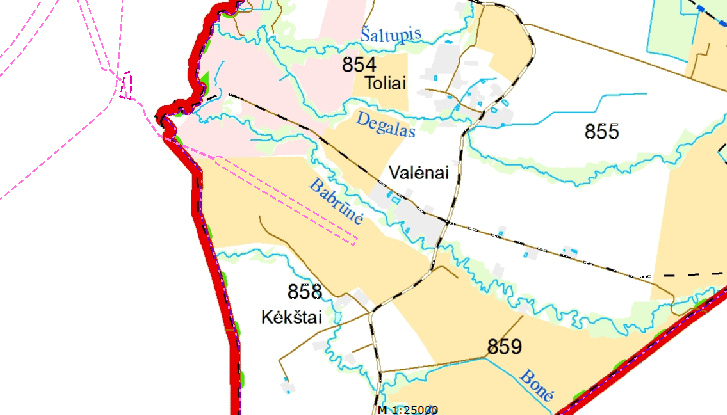 Šaltupis
854
Toliai
Degalas
855
Valėnai
Babrūnė
858
Kėkštai
859
Bonė
M 1:25000